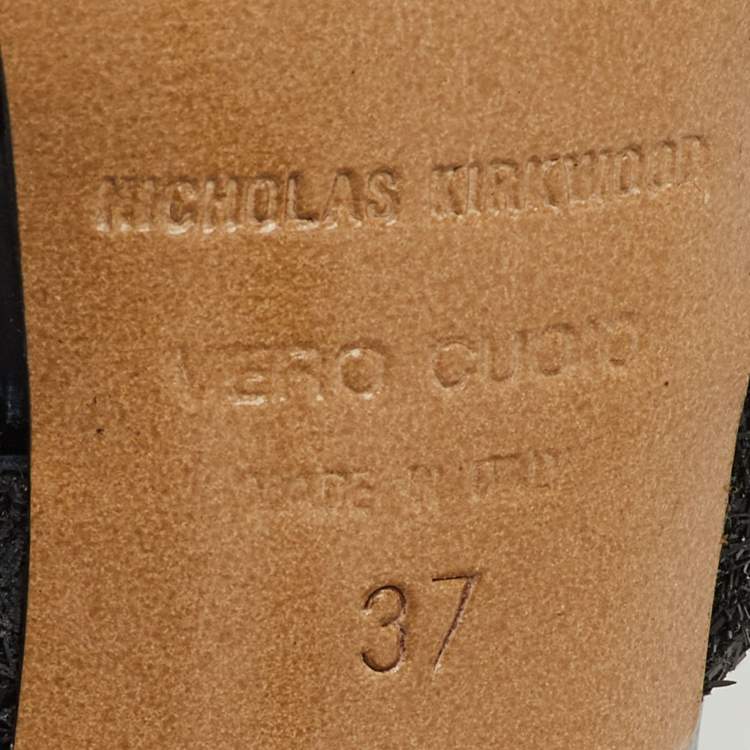 NICHOLAS KIRKWOOD
VERO CUOIO
MADE IN ITALY
37